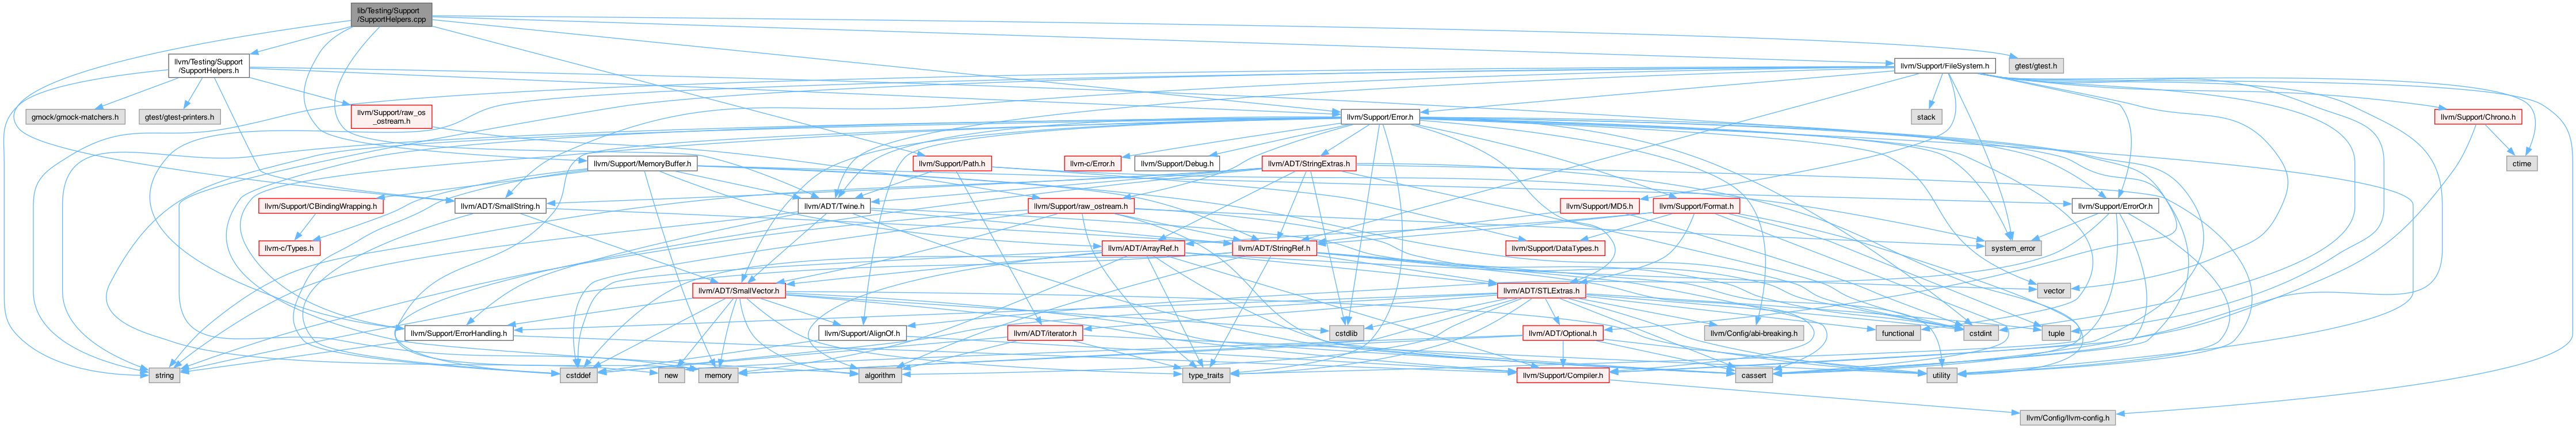 lib/Testing/Support
/SupportHelpers.cpp
llvm/Testing/Support
/SupportHelpers.h
llvm/Support/FileSystem.h
gtest/gtest.h
gmock/gmock-matchers.h
gtest/gtest-printers.h
llvm/Support/raw_os
_ostream.h
llvm/Support/Error.h
stack
llvm/Support/Chrono.h
llvm/Support/MemoryBuffer.h
llvm/Support/Path.h
llvm-c/Error.h
llvm/Support/Debug.h
llvm/ADT/StringExtras.h
ctime
llvm/Support/CBindingWrapping.h
llvm/ADT/SmallString.h
llvm/ADT/Twine.h
llvm/Support/raw_ostream.h
llvm/Support/MD5.h
llvm/Support/Format.h
llvm/Support/ErrorOr.h
llvm-c/Types.h
llvm/ADT/ArrayRef.h
llvm/ADT/StringRef.h
llvm/Support/DataTypes.h
system_error
llvm/ADT/SmallVector.h
llvm/ADT/STLExtras.h
vector
llvm/Support/ErrorHandling.h
llvm/Support/AlignOf.h
llvm/ADT/iterator.h
cstdlib
llvm/ADT/Optional.h
llvm/Config/abi-breaking.h
functional
cstdint
tuple
string
cstddef
new
memory
algorithm
type_traits
llvm/Support/Compiler.h
cassert
utility
llvm/Config/llvm-config.h